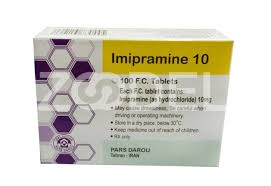 Imipramine 10
100 F.C. Tablets
Each F.C. tablet contains:
Imipramine (as hydrochloride) 10mg
• May cause drowsiness. Be careful when
driving or operating machinery.
• Store in a dry place, below 30°C.
• Keep medicine out of reach of children
• Rx only
PARS DAROU
Tehran - IRAN